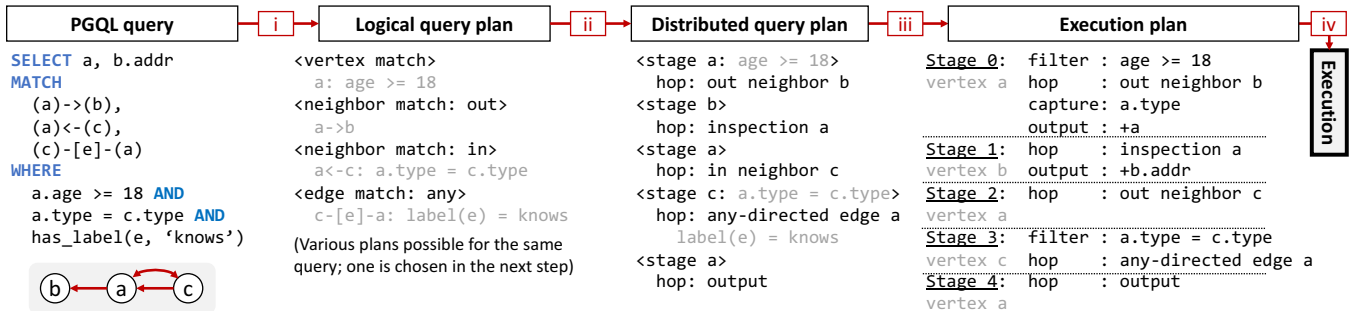 PGQL query
i
Logical query plan
ii
Distributed query plan
iii
Execution plan
iv
SELECT a, b.addr
MATCH
(a)->(b),
(a)<-(c),
(c)-[e]-(a)
WHERE
a.age >= 18 AND
a.type = c.type AND
has_label(e, ‘knows’)
b
a
c
<vertex match>
a: age >= 18
<neighbor match: out>
a->b
<neighbor match: in>
a<-c: a.type = c.type
<edge match: any>
c-[e]-a: label(e) = knows
(Various plans possible for the same
query; one is chosen in the next step)
<stage a: age >= 18>
hop: out neighbor b
<stage b>
hop: inspection a
<stage a>
hop: in neighbor c
<stage c: a.type = c.type>
hop: any-directed edge a
label(e) = knows
<stage a>
hop: output
Stage 0: filter : age >= 18
vertex a hop : out neighbor b
capture: a.type
output : +a
Stage 1: hop : inspection a
vertex b output : +b.addr
Stage 2: hop : out neighbor c
vertex a
Stage 3: filter : a.type = c.type
vertex c hop : any-directed edge a
Stage 4: hop : output
vertex a
Execution